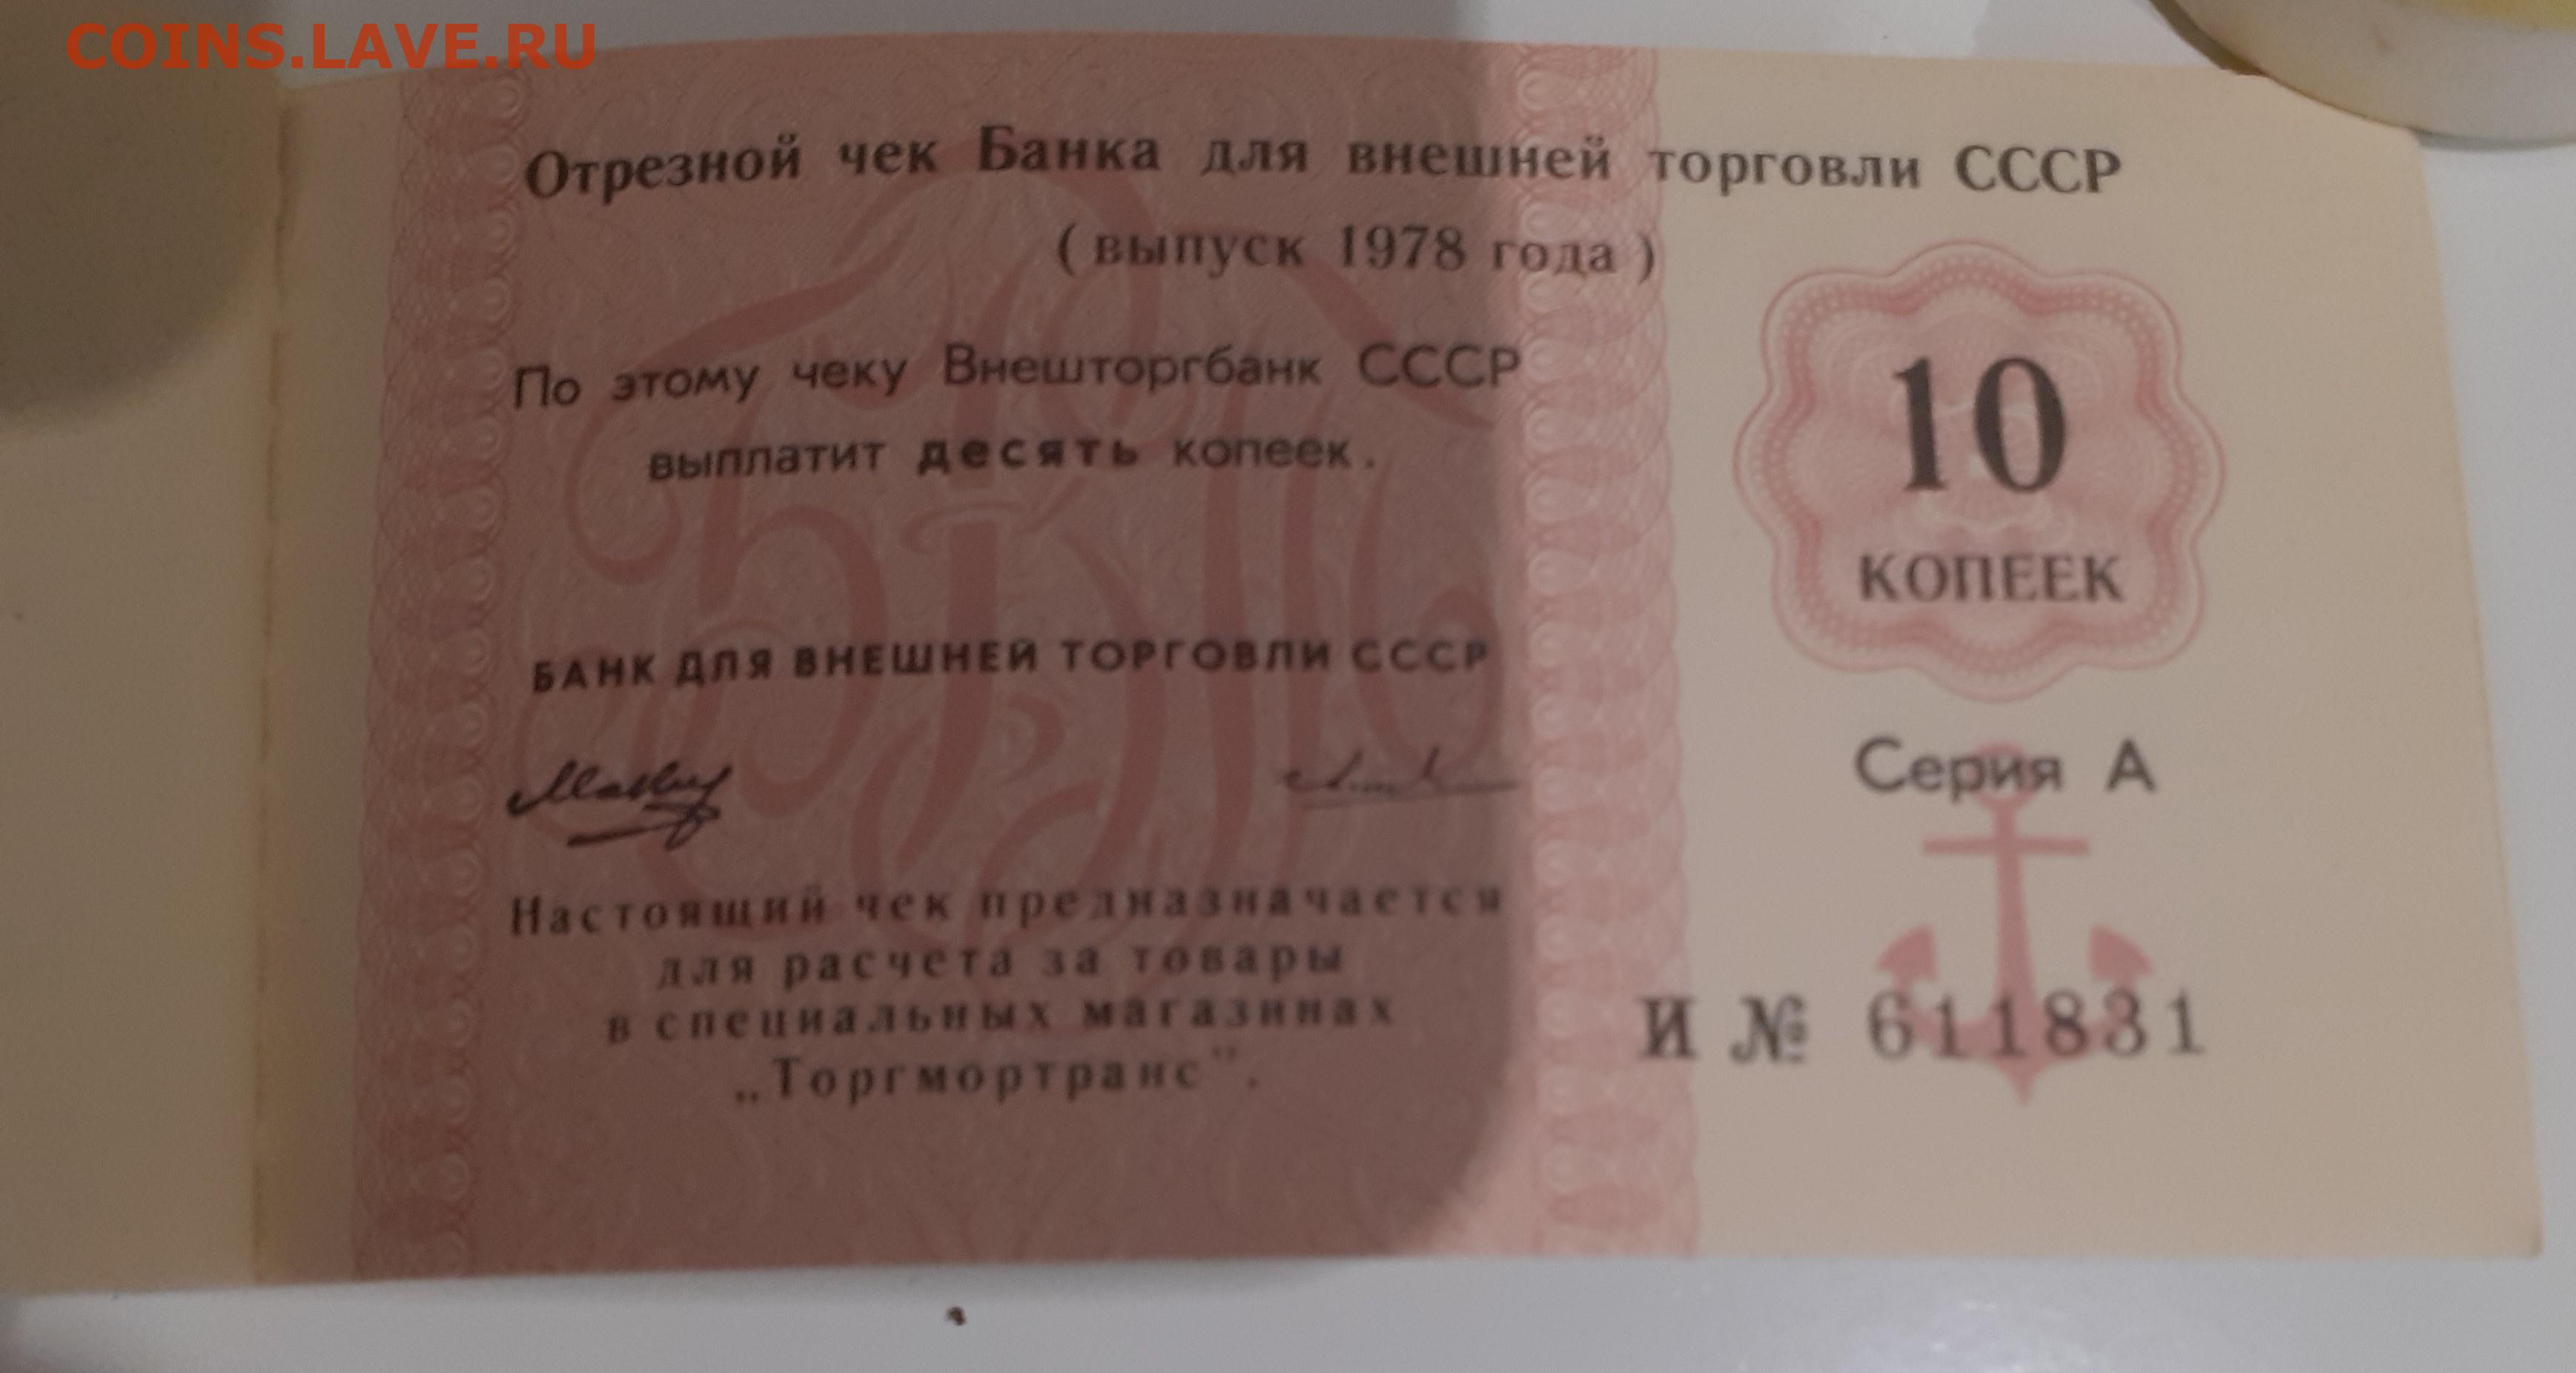 COINS.LAVE.RU
Отрезной чек Банка для внешней торговли СССР
( выпуск 1978 года )
По этому чеку Внешторгбанк СССР
выплатит десять копеек.
10
КОПЕЕК
БАНК ДЛЯ ВНЕШНЕЙ ТОРГОВЛИ СССР
Серия А
Настоящий чек предназначается
для расчета за товары
в специальных магазинах
„Торгмортранс".
И № 611831